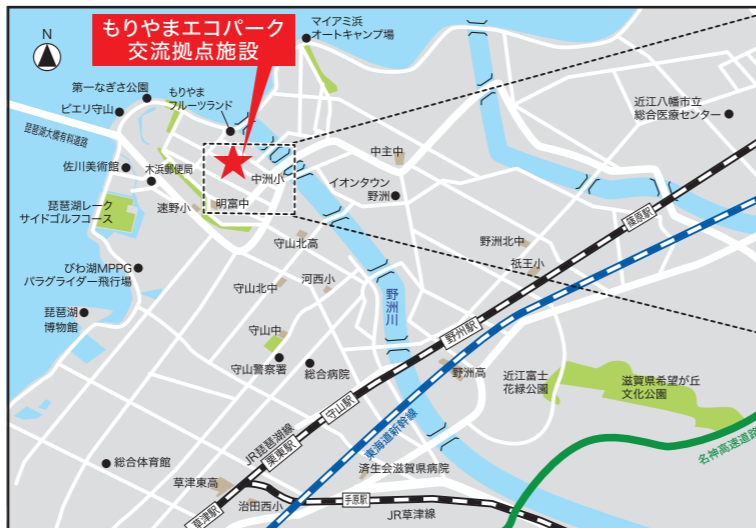 もりやまエコパーク
交流拠点施設
N
マイアミ浜
オートキャンプ場
第一なぎさ公園
ピエリ守山
もりやま
フルーツランド
琵琶湖大橋有料道路
近江八幡市立
総合医療センター
佐川美術館
木浜郵便局
中主中
中洲小
イオンタウン
野洲
琵琶湖レーク
サイドゴルフコース
速野小
明富中
篠原駅
守山北高
野洲北中
祇王小
びわ湖MPPG
パラグライダー飛行場
守山北中
河西小
野洲川
琵琶湖
博物館
守山中
野州駅
守山警察署
総合病院
野洲高
近江富士
花緑公園
滋賀県希望が丘
文化公園
守山駅
JR琵琶湖線
栗東駅
東海道新幹線
名神高速道路
総合体育館
済生会滋賀県病院
草津東高
手原駅
治田西小
JR草津線
草津駅